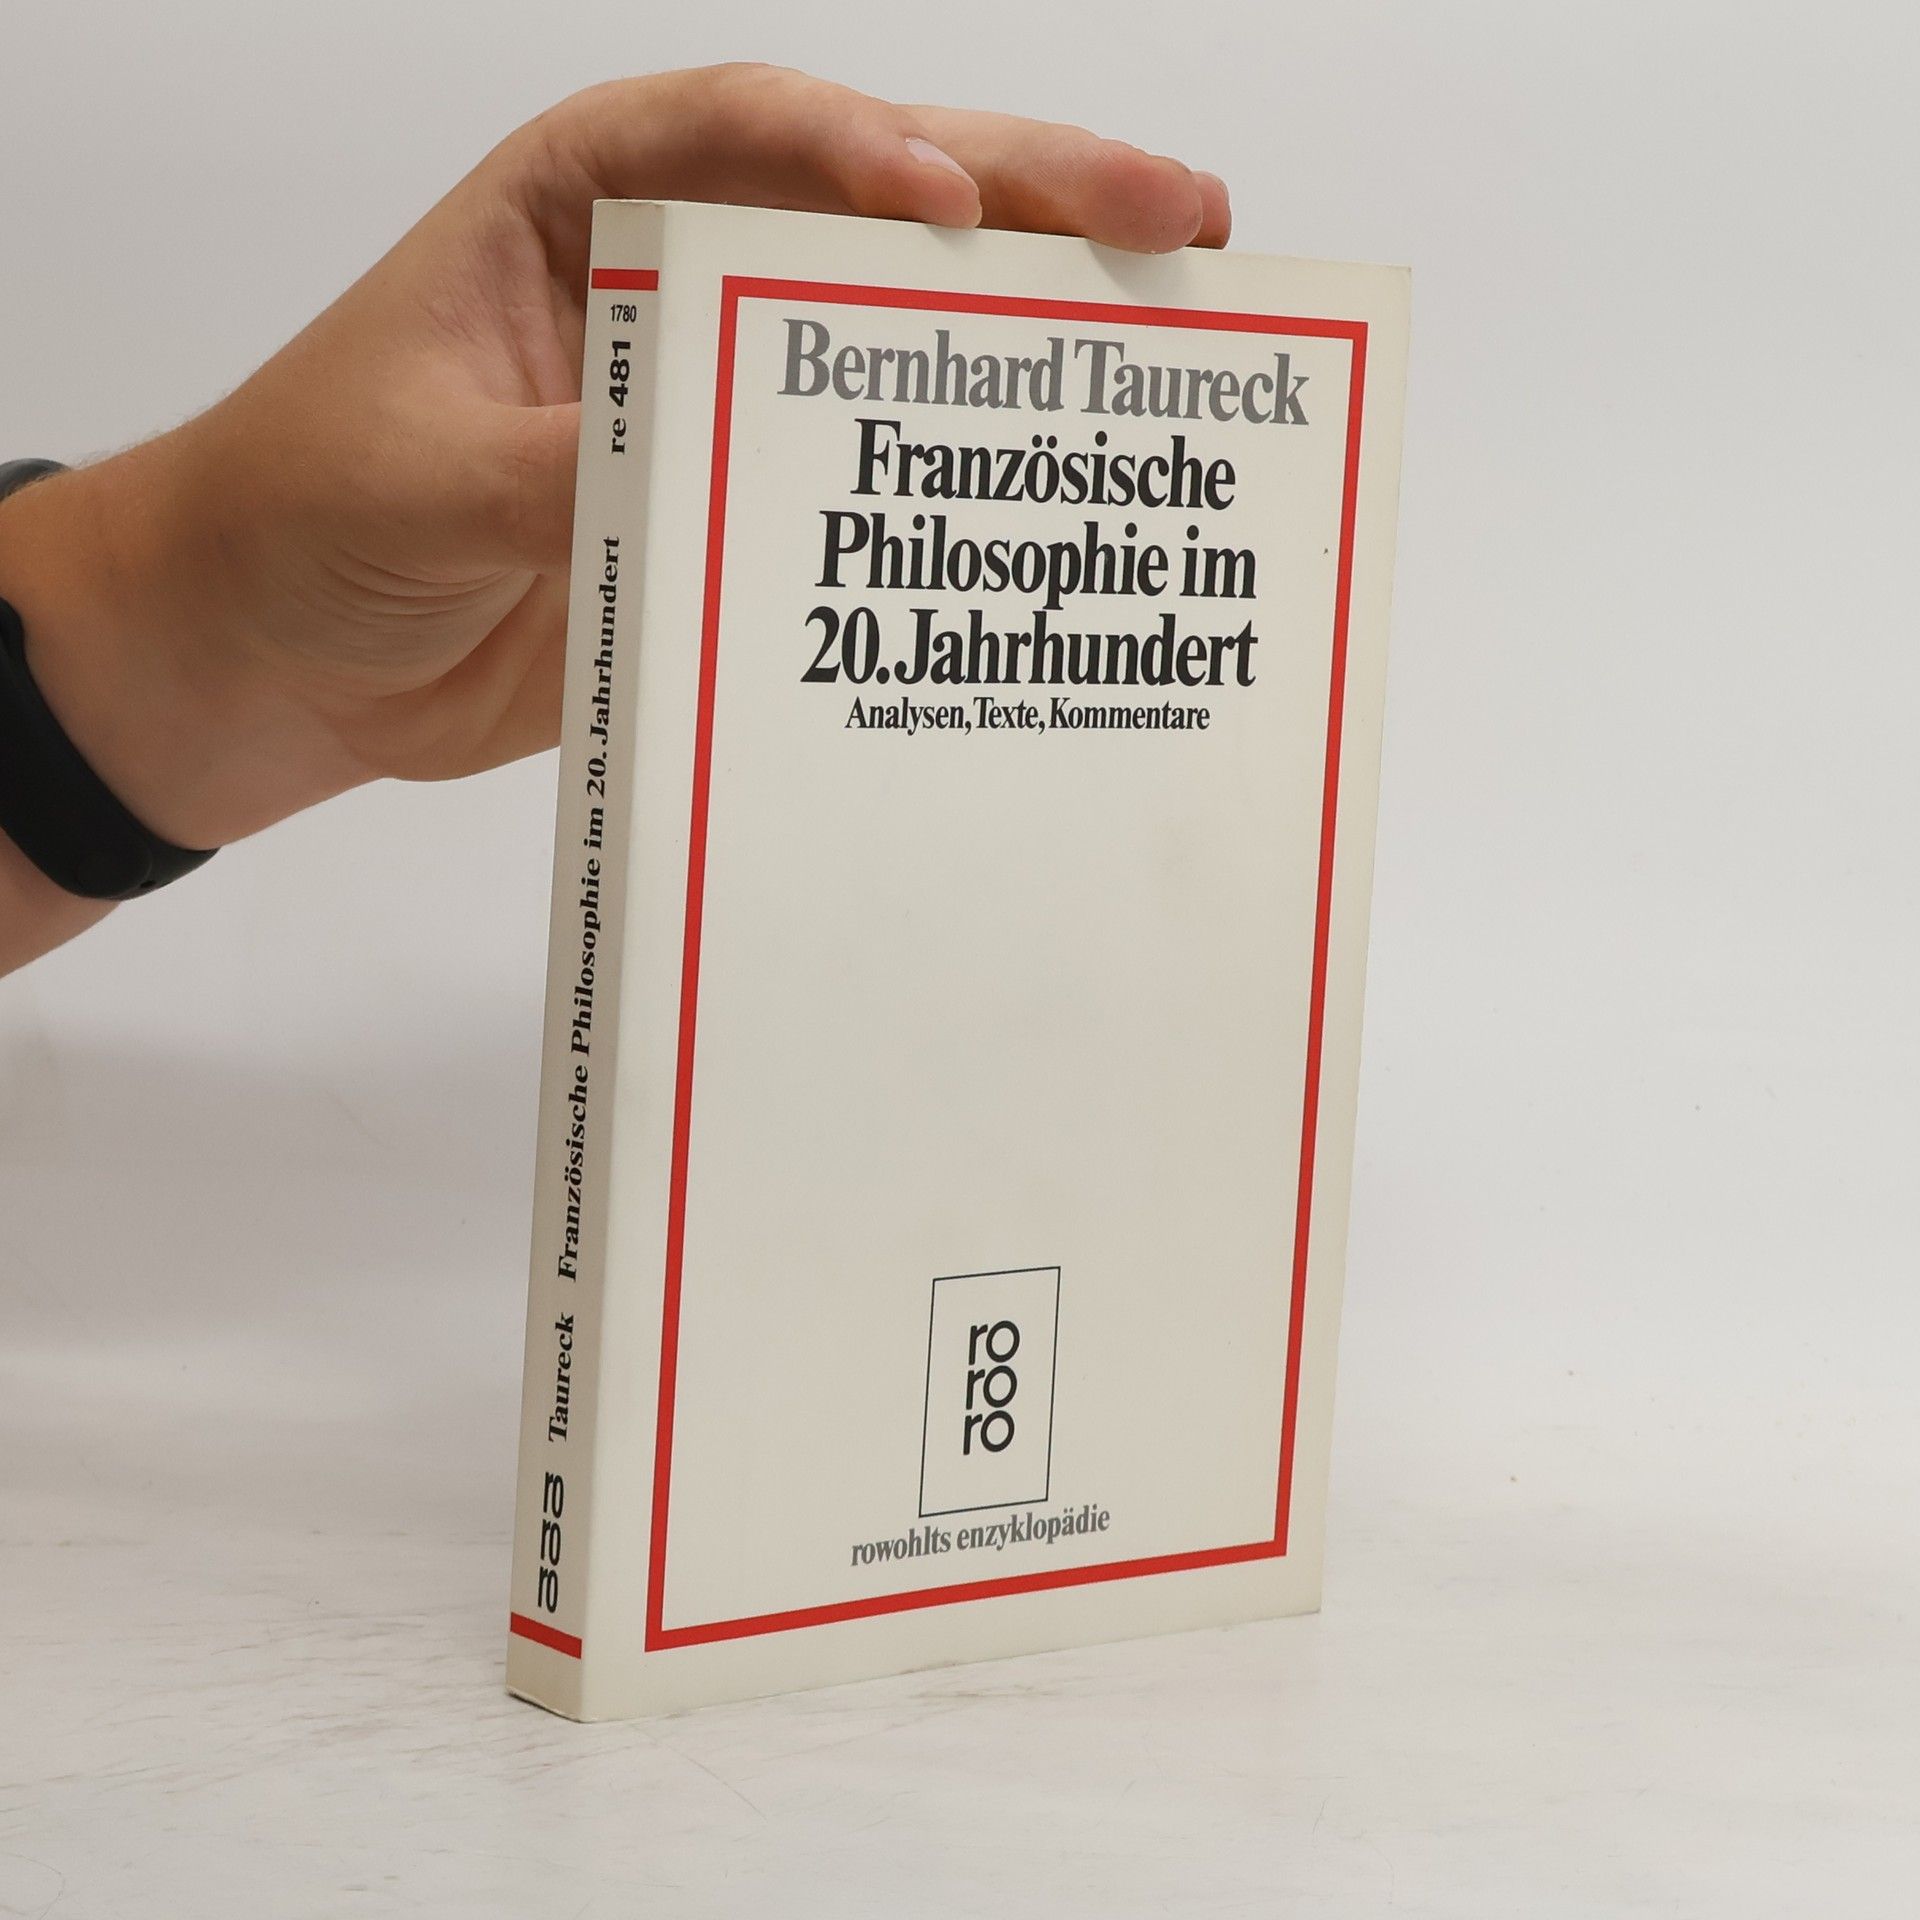 Bernhard Taureck
Französische
Philosophie im
20. Jahrhundert
Analysen, Texte, Kommentare
ro
ro
ro
rowohlts enzyklopädie
1780
re 481
Taureck Französische Philosophie im 20. Jahrhundert
ro
ro
ro